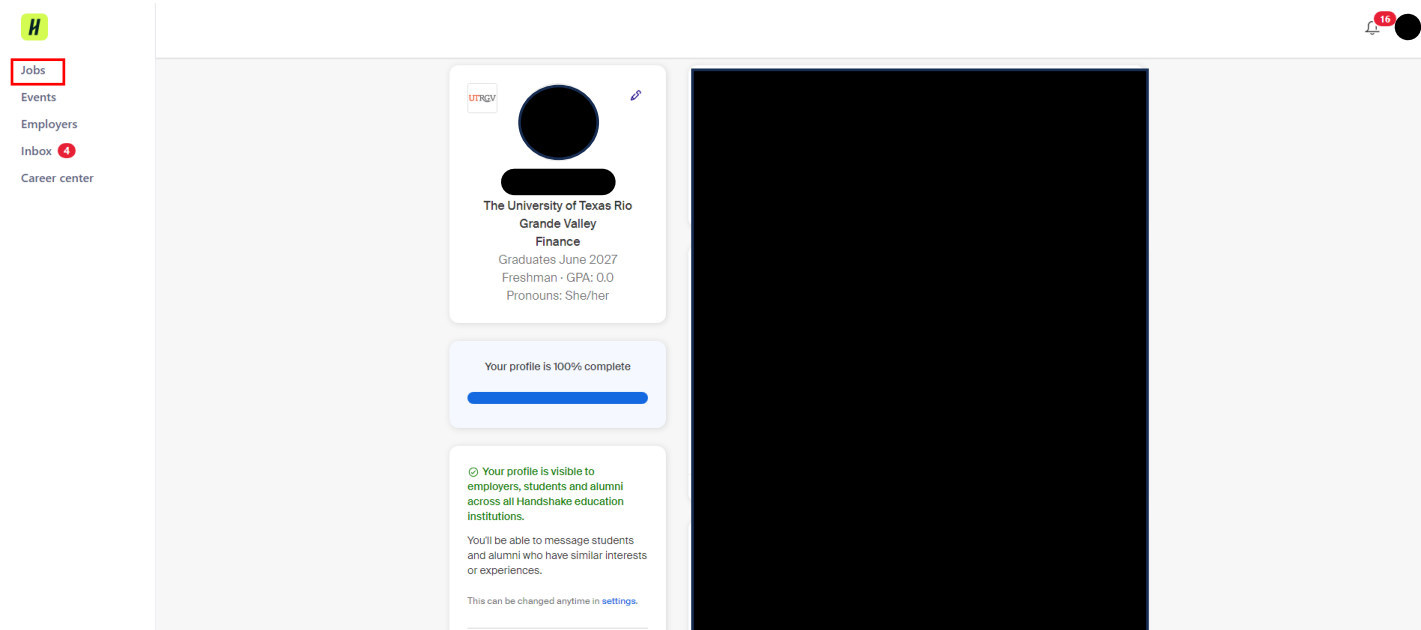 H
16
Jobs
Events
Employers
Inbox 4
Career center
UTRGV
The University of Texas Rio
Grande Valley
Finance
Graduates June 2027
Freshman · GPA: 0.0
Pronouns: She/her
Your profile is 100% complete
Your profile is visible to
employers, students and alumni
across all Handshake education
institutions.
You'll be able to message students
and alumni who have similar interests
or experiences.
This can be changed anytime in settings.